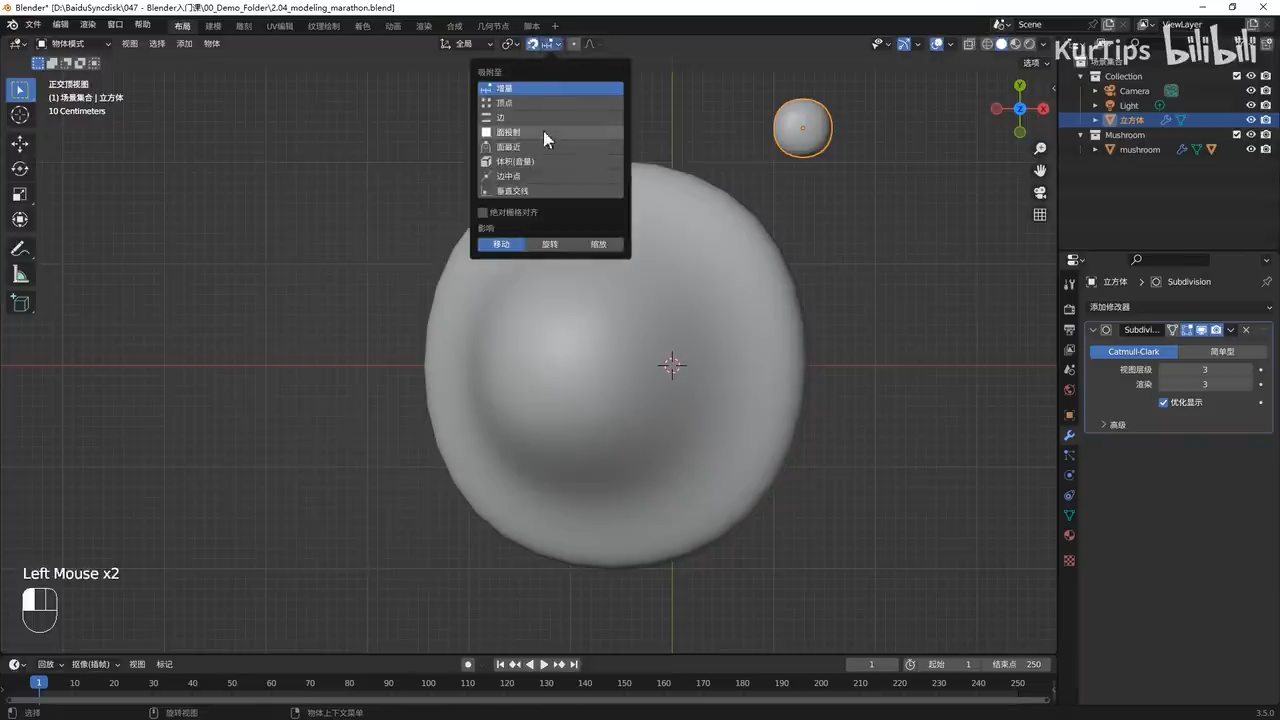 Blender* [D:\BaiduSyncdisk\047 - Blender入门课\00_Demo_Folder\2.04_modeling_marathon.blend]
文件 编辑 渲染 窗口 帮助 布局 建模 雕刻 UV编辑 纹理绘制 着色 动画 渲染 合成 几何节点 脚本 + Scene ViewLayer
物体模式 视图 选择 添加 物体 全局
选项
KurTips bilibili
正交顶视图
(1) 场景集合 | 立方体
10 Centimeters
吸附至
增量
顶点
边
面投射
面最近
体积(音量)
边中点
垂直交线
绝对栅格对齐
影响
移动 旋转 缩放
Y
X
Z
场景集合
Collection
Camera
Light
立方体
Mushroom
mushroom
立方体 Subdivision
添加修改器
Subdivi...
Catmull-Clark 简单型
视图层级 3
渲染 3
优化显示
高级
Left Mouse x2
回放 抠像(插帧) 视图 标记 1 起始 1 结束点 250
1 10 20 30 40 50 60 70 80 90 100 110 120 130 140 150 160 170 180 190 200 210 220 230 240 250
选择 旋转视图 物体上下文菜单 3.5.0